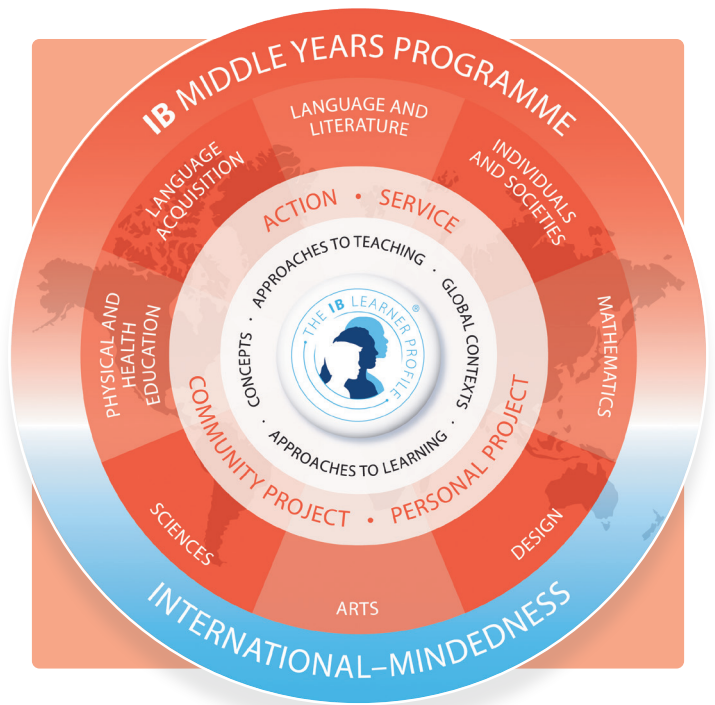 IB MIDDLE YEARS PROGRAMME
LANGUAGE AND
LITERATURE
LANGUAGE
ACQUISITION
INDIVIDUALS
AND SOCIETIES
PHYSICAL AND
HEALTH
EDUCATION
MATHEMATICS
SCIENCES
DESIGN
ARTS
ACTION • SERVICE
COMMUNITY PROJECT • PERSONAL PROJECT
APPROACHES TO TEACHING · GLOBAL CONTEXTS · APPROACHES TO LEARNING · CONCEPTS ·
THE IB LEARNER PROFILE ®
INTERNATIONAL–MINDEDNESS